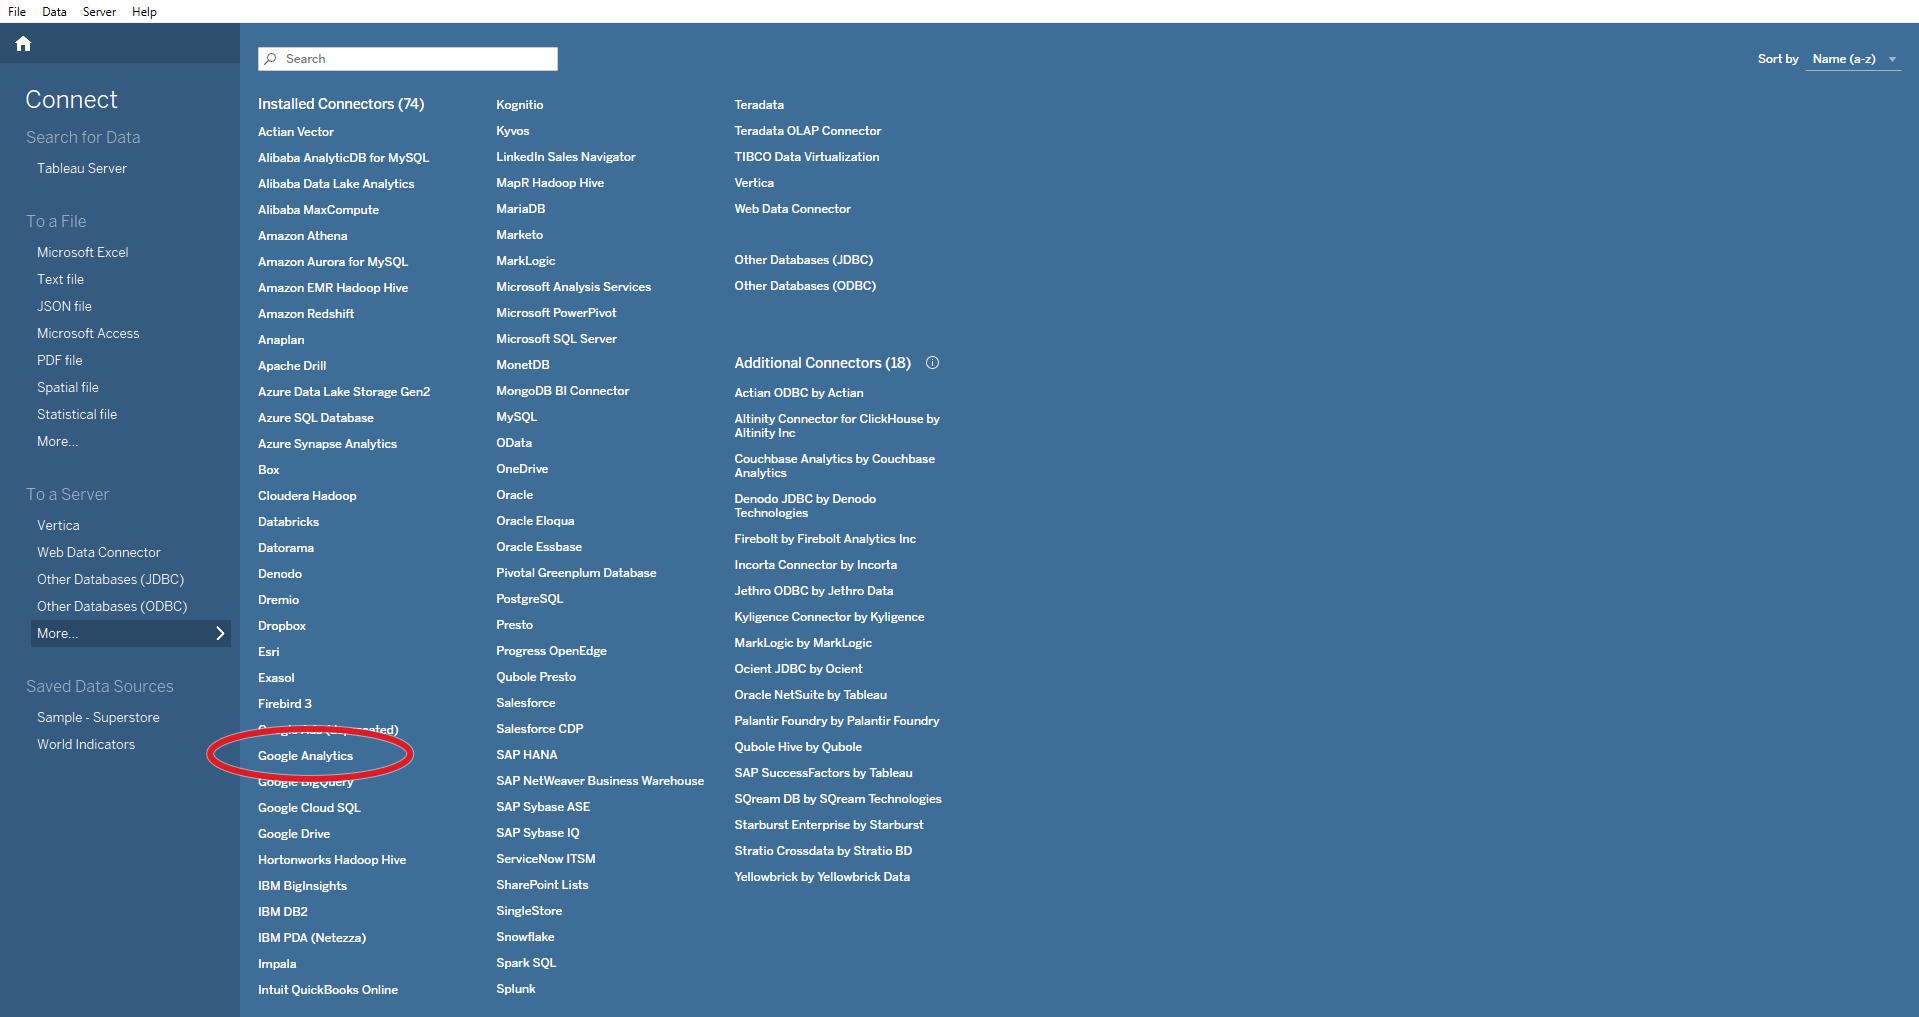 File Data Server Help
Search
Sort by Name (a-z)
Connect
Search for Data
Tableau Server
To a File
Microsoft Excel
Text file
JSON file
Microsoft Access
PDF file
Spatial file
Statistical file
More...
To a Server
Vertica
Web Data Connector
Other Databases (JDBC)
Other Databases (ODBC)
More...
Saved Data Sources
Sample - Superstore
World Indicators
Installed Connectors (74)
Actian Vector
Alibaba AnalyticDB for MySQL
Alibaba Data Lake Analytics
Alibaba MaxCompute
Amazon Athena
Amazon Aurora for MySQL
Amazon EMR Hadoop Hive
Amazon Redshift
Anaplan
Apache Drill
Azure Data Lake Storage Gen2
Azure SQL Database
Azure Synapse Analytics
Box
Cloudera Hadoop
Databricks
Datorama
Denodo
Dremio
Dropbox
Esri
Exasol
Firebird 3
Google Analytics
Google BigQuery
Google Cloud SQL
Google Drive
Hortonworks Hadoop Hive
IBM BigInsights
IBM DB2
IBM PDA (Netezza)
Impala
Intuit QuickBooks Online
Kognitio
Kyvos
LinkedIn Sales Navigator
MapR Hadoop Hive
MariaDB
Marketo
MarkLogic
Microsoft Analysis Services
Microsoft PowerPivot
Microsoft SQL Server
MonetDB
MongoDB BI Connector
MySQL
OData
OneDrive
Oracle
Oracle Eloqua
Oracle Essbase
Pivotal Greenplum Database
PostgreSQL
Presto
Progress OpenEdge
Qubole Presto
Salesforce
Salesforce CDP
SAP HANA
SAP NetWeaver Business Warehouse
SAP Sybase ASE
SAP Sybase IQ
ServiceNow ITSM
SharePoint Lists
SingleStore
Snowflake
Spark SQL
Splunk
Teradata
Teradata OLAP Connector
TIBCO Data Virtualization
Vertica
Web Data Connector
Other Databases (JDBC)
Other Databases (ODBC)
Additional Connectors (18)
Actian ODBC by Actian
Altinity Connector for ClickHouse by
Altinity Inc
Couchbase Analytics by Couchbase
Analytics
Denodo JDBC by Denodo
Technologies
Firebolt by Firebolt Analytics Inc
Incorta Connector by Incorta
Jethro ODBC by Jethro Data
Kyligence Connector by Kyligence
MarkLogic by MarkLogic
Ocient JDBC by Ocient
Oracle NetSuite by Tableau
Palantir Foundry by Palantir Foundry
Qubole Hive by Qubole
SAP SuccessFactors by Tableau
SQream DB by SQream Technologies
Starburst Enterprise by Starburst
Stratio Crossdata by Stratio BD
Yellowbrick by Yellowbrick Data